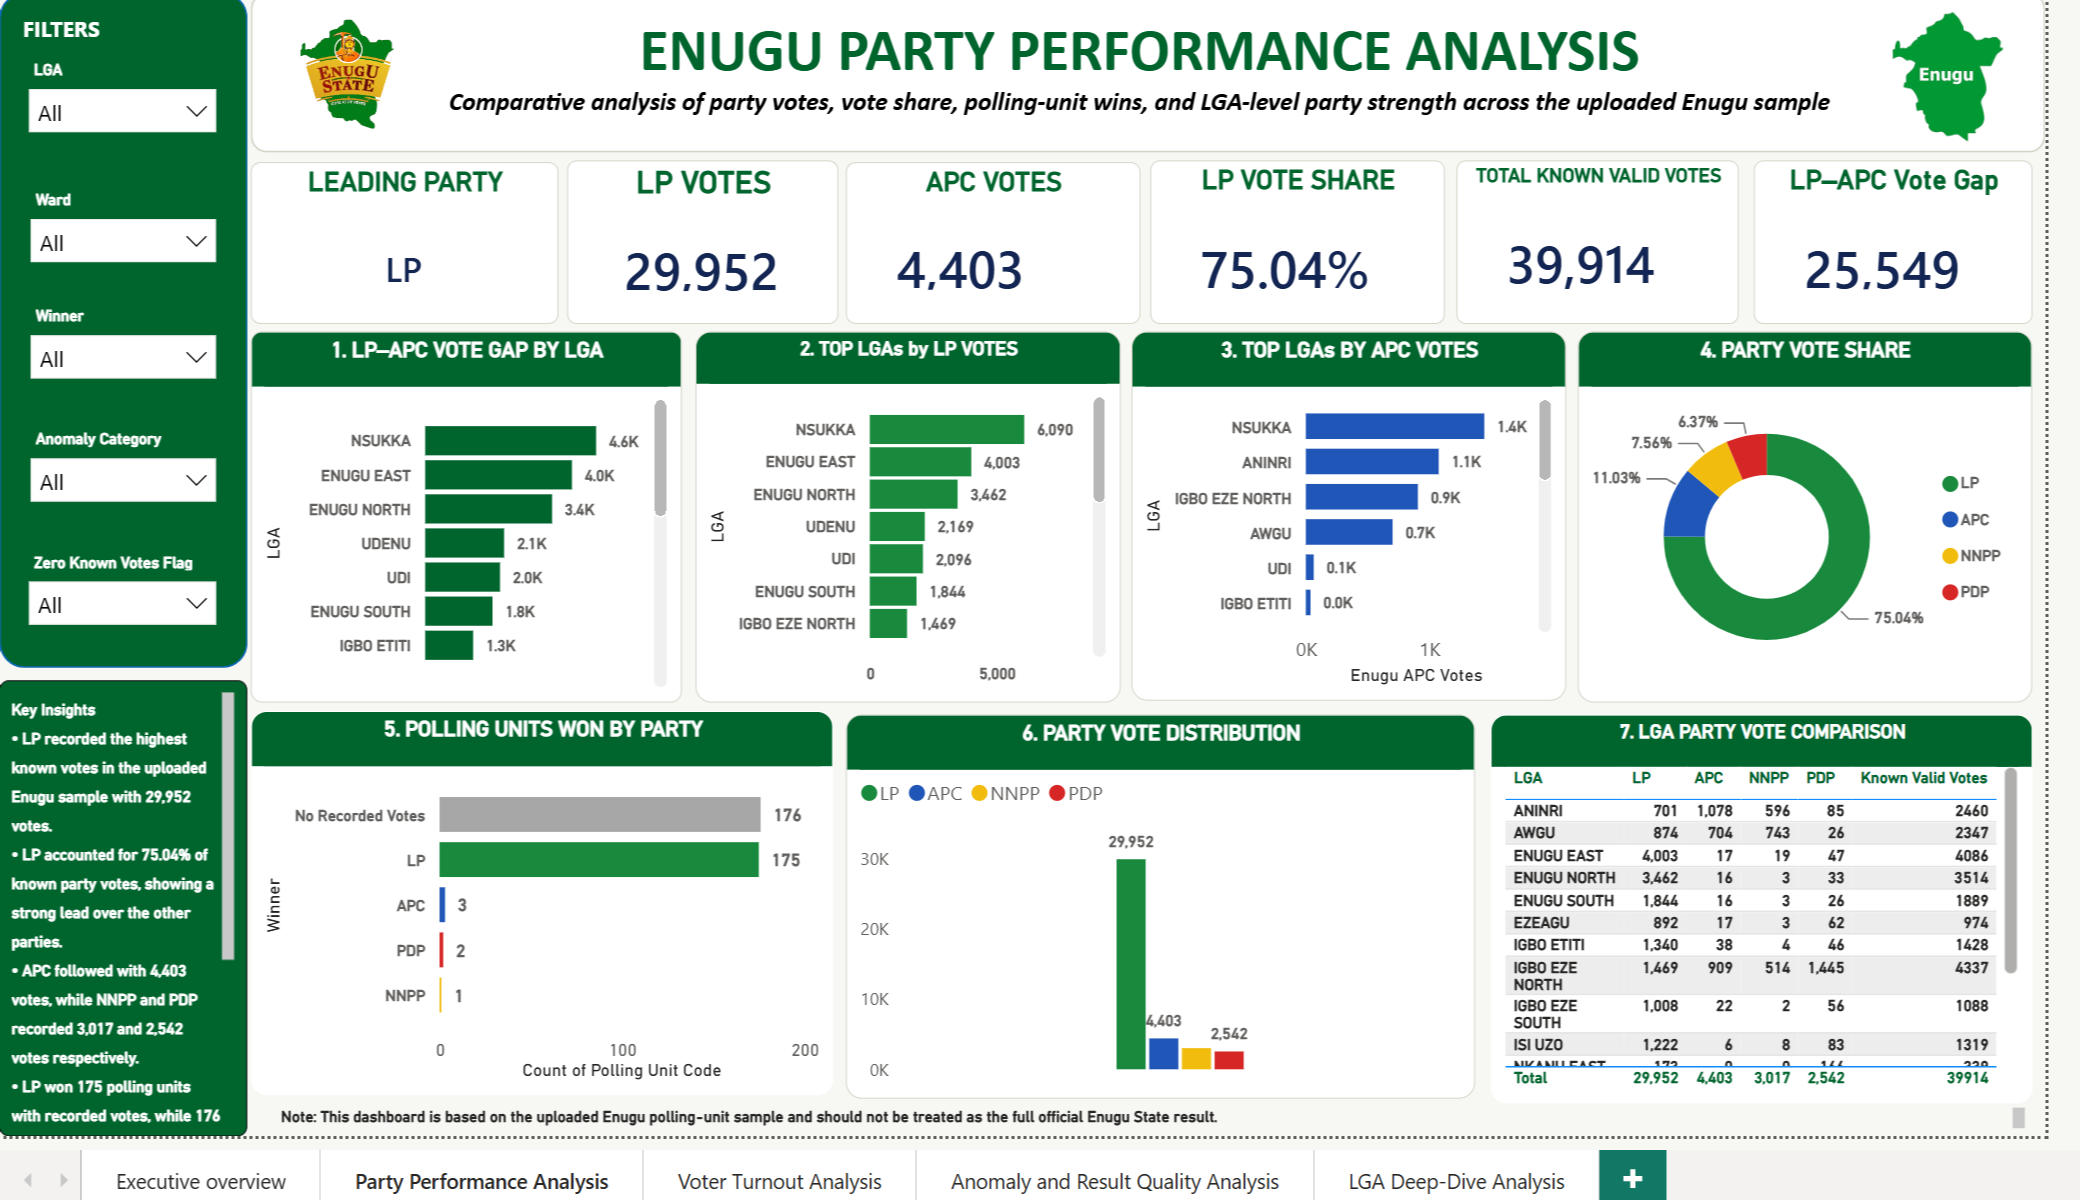 FILTERS
LGA
All
Ward
All
Winner
All
Anomaly Category
All
Zero Known Votes Flag
All
Key Insights
• LP recorded the highest
known votes in the uploaded
Enugu sample with 29,952
votes.
• LP accounted for 75.04% of
known party votes, showing a
strong lead over the other
parties.
• APC followed with 4,403
votes, while NNPP and PDP
recorded 3,017 and 2,542
votes respectively.
• LP won 175 polling units
with recorded votes, while 176
ENUGU
STATE
ENUGU PARTY PERFORMANCE ANALYSIS
Comparative analysis of party votes, vote share, polling-unit wins, and LGA-level party strength across the uploaded Enugu sample
Enugu
LEADING PARTY
LP
LP VOTES
29,952
APC VOTES
4,403
LP VOTE SHARE
75.04%
TOTAL KNOWN VALID VOTES
39,914
LP–APC Vote Gap
25,549
1. LP–APC VOTE GAP BY LGA
LGA
NSUKKA 4.6K
ENUGU EAST 4.0K
ENUGU NORTH 3.4K
UDENU 2.1K
UDI 2.0K
ENUGU SOUTH 1.8K
IGBO ETITI 1.3K
2. TOP LGAs by LP VOTES
LGA
NSUKKA 6,090
ENUGU EAST 4,003
ENUGU NORTH 3,462
UDENU 2,169
UDI 2,096
ENUGU SOUTH 1,844
IGBO EZE NORTH 1,469
0 5,000
3. TOP LGAs BY APC VOTES
LGA
NSUKKA 1.4K
ANINRI 1.1K
IGBO EZE NORTH 0.9K
AWGU 0.7K
UDI 0.1K
IGBO ETITI 0.0K
0K 1K
Enugu APC Votes
4. PARTY VOTE SHARE
6.37%
7.56%
11.03%
75.04%
LP
APC
NNPP
PDP
5. POLLING UNITS WON BY PARTY
Winner
No Recorded Votes 176
LP 175
APC 3
PDP 2
NNPP 1
0 100 200
Count of Polling Unit Code
6. PARTY VOTE DISTRIBUTION
LP APC NNPP PDP
30K
20K
10K
0K
29,952
4,403
2,542
7. LGA PARTY VOTE COMPARISON
LGA LP APC NNPP PDP Known Valid Votes
ANINRI 701 1,078 596 85 2460
AWGU 874 704 743 26 2347
ENUGU EAST 4,003 17 19 47 4086
ENUGU NORTH 3,462 16 3 33 3514
ENUGU SOUTH 1,844 16 3 26 1889
EZEAGU 892 17 3 62 974
IGBO ETITI 1,340 38 4 46 1428
IGBO EZE 1,469 909 514 1,445 4337
NORTH
IGBO EZE 1,008 22 2 56 1088
SOUTH
ISI UZO 1,222 6 8 83 1319
NKANU EAST
Total 29,952 4,403 3,017 2,542 39914
Note: This dashboard is based on the uploaded Enugu polling-unit sample and should not be treated as the full official Enugu State result.
Executive overview
Party Performance Analysis
Voter Turnout Analysis
Anomaly and Result Quality Analysis
LGA Deep-Dive Analysis
+